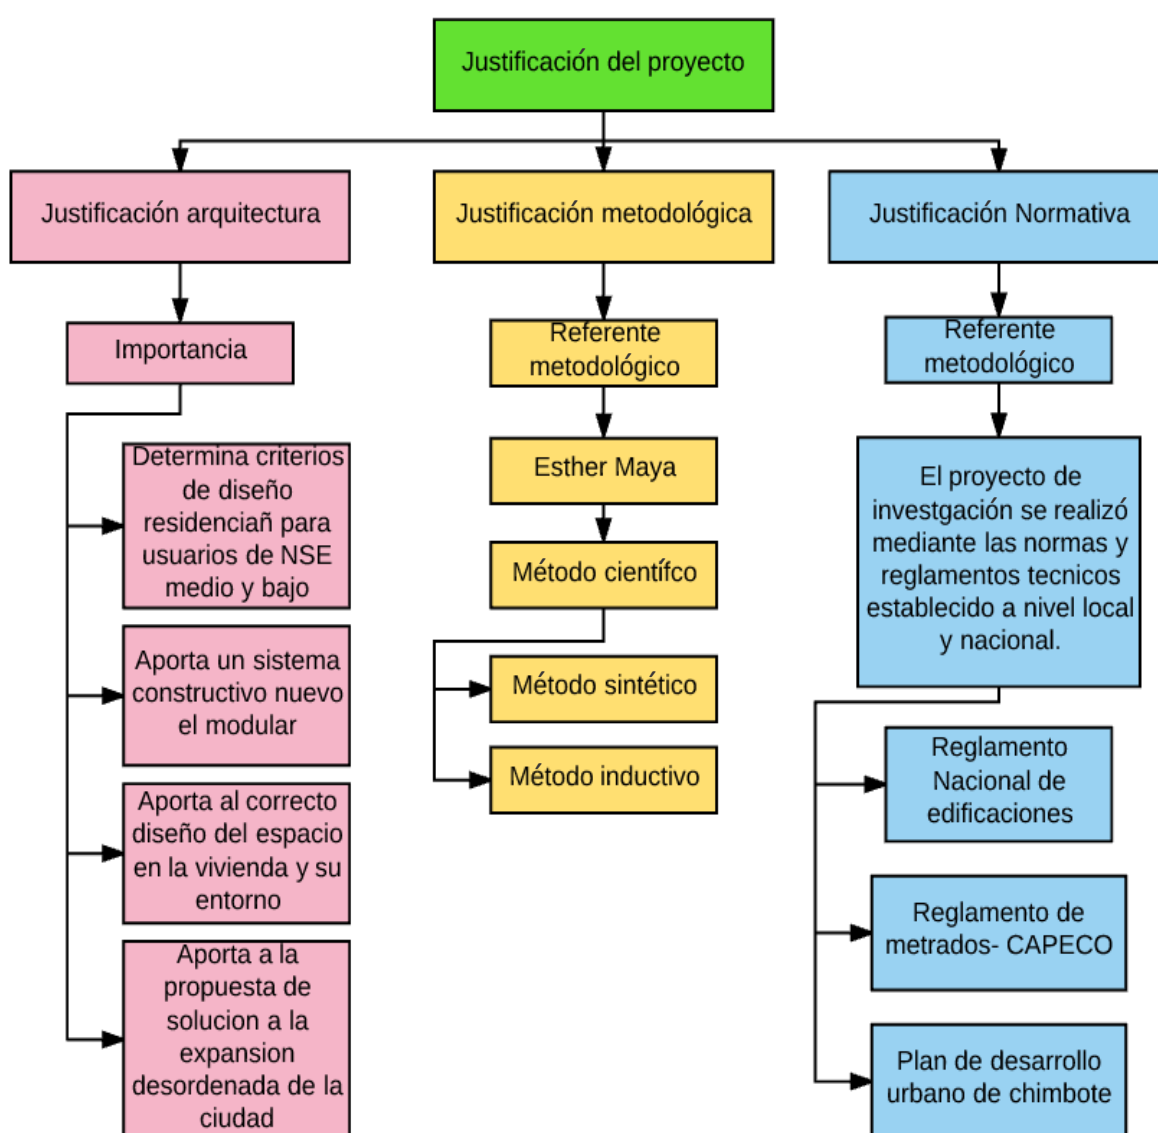 Justificación del proyecto
Justificación arquitectura
Justificación metodológica
Justificación Normativa
Importancia
Determina criterios
de diseño
residenciañ para
usuarios de NSE
medio y bajo
Aporta un sistema
constructivo nuevo
el modular
Aporta al correcto
diseño del espacio
en la vivienda y su
entorno
Aporta a la
propuesta de
solucion a la
expansion
desordenada de la
ciudad
Referente
metodológico
Esther Maya
Método científco
Método sintético
Método inductivo
Referente
metodológico
El proyecto de
investgación se realizó
mediante las normas y
reglamentos tecnicos
establecido a nivel local
y nacional.
Reglamento
Nacional de
edificaciones
Reglamento de
metrados- CAPECO
Plan de desarrollo
urbano de chimbote